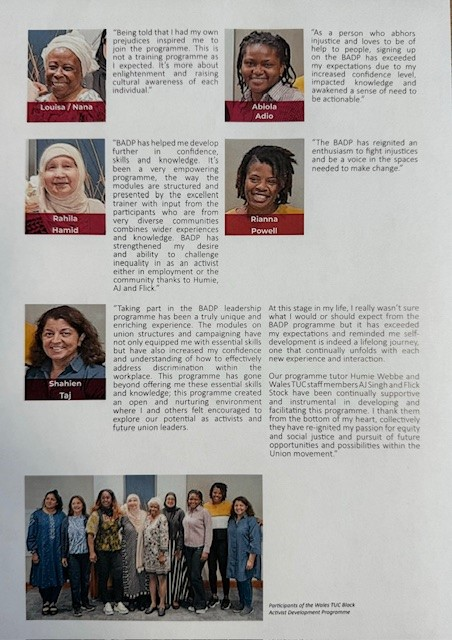 "Being told that I had my own
prejudices inspired me to
join the programme. This is
not a training programme as
I expected. It's more about
enlightenment and raising
cultural awareness of each
individual."
Louisa / Nana
"As a person who abhors
injustice and loves to be of
help to people, signing up
on the BADP has exceeded
my expectations due to my
increased confidence level,
impacted knowledge and
awakened a sense of need to
be actionable."
Abiola
Adio
"BADP has helped me develop
further in confidence,
skills and knowledge. It's
been a very empowering
programme, the way the
modules are structured and
presented by the excellent
trainer with input from the
participants who are from
very diverse communities
combines wider experiences
and knowledge. BADP has
strengthened my desire
and ability to challenge
inequality in as an activist
either in employment or the
community thanks to Humie,
AJ and Flick."
Rahila
Hamid
"The BADP has reignited an
enthusiasm to fight injustices
and be a voice in the spaces
needed to make change."
Rianna
Powell
"Taking part in the BADP leadership
programme has been a truly unique and
enriching experience. The modules on
union structures and campaigning have
not only equipped me with essential skills
but have also increased my confidence
and understanding of how to effectively
address discrimination within the
workplace. This programme has gone
beyond offering me these essential skills
and knowledge; this programme created
an open and nurturing environment
where I and others felt encouraged to
explore our potential as activists and
future union leaders.
Shahien
Taj
At this stage in my life, I really wasn't sure
what I would or should expect from the
BADP programme but it has exceeded
my expectations and reminded me self-
development is indeed a lifelong journey,
one that continually unfolds with each
new experience and interaction.
Our programme tutor Humie Webbe and
Wales TUC staff members AJ Singh and Flick
Stock have been continually supportive
and instrumental in developing and
facilitating this programme. I thank them
from the bottom of my heart, collectively
they have re-ignited my passion for equity
and social justice and pursuit of future
opportunities and possibilities within the
Union movement."
Participants of the Wales TUC Black
Activist Development Programme